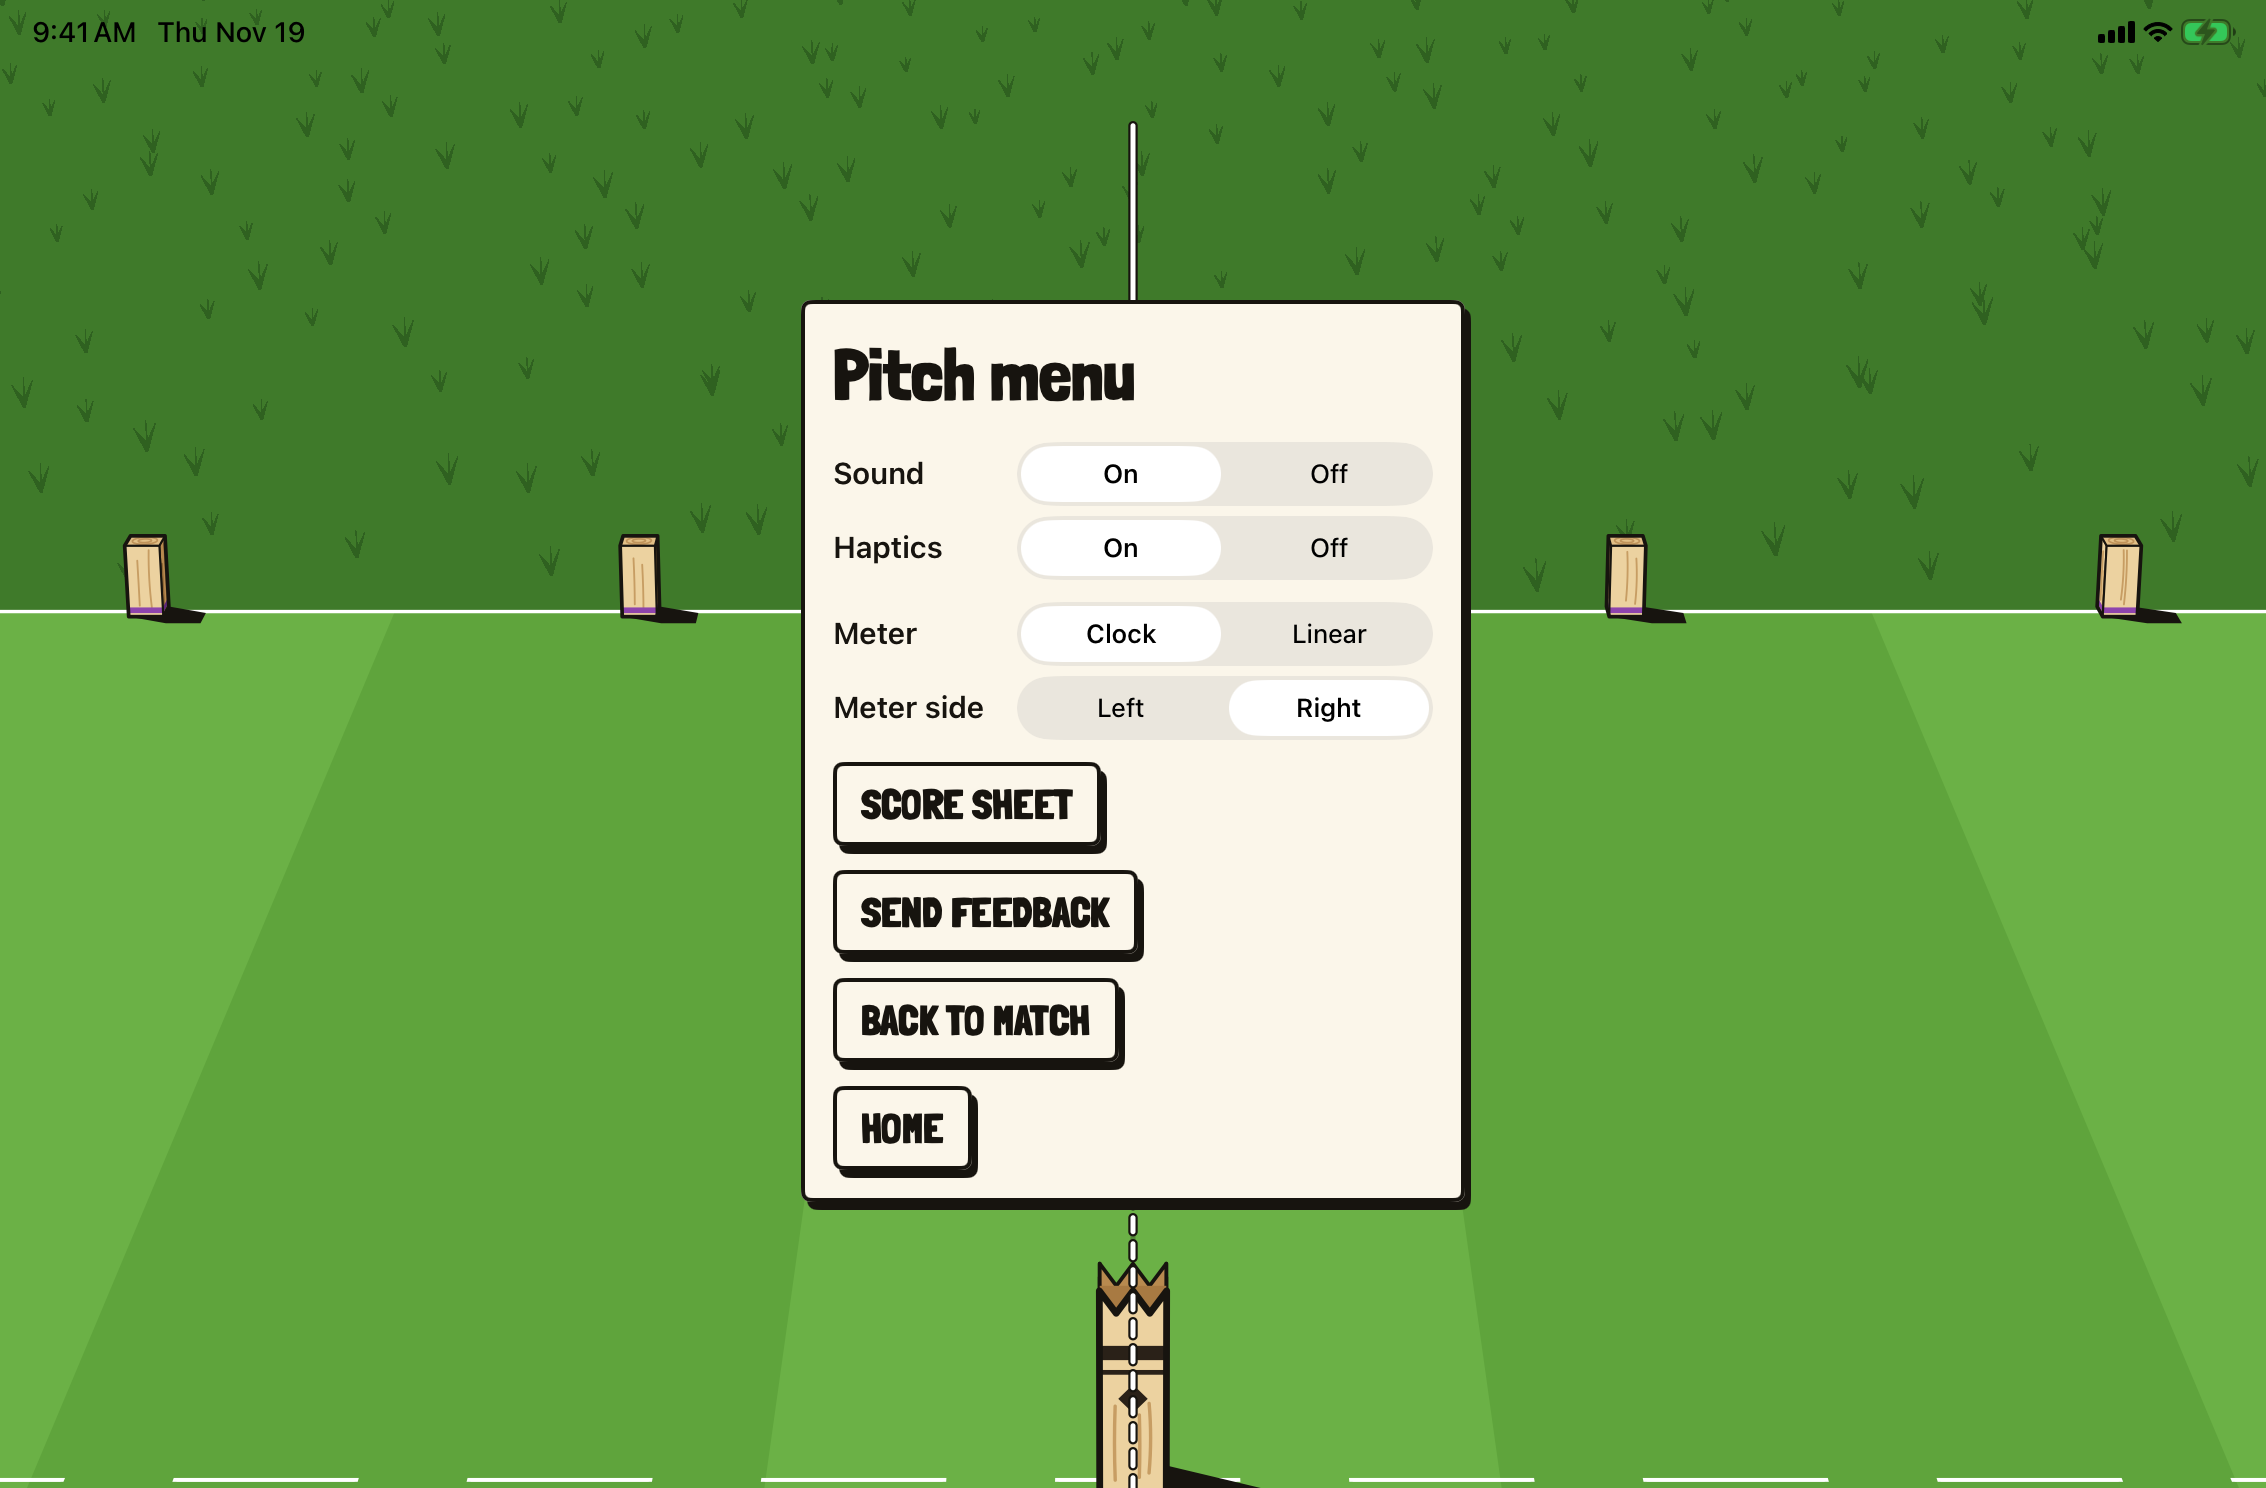 9:41 AM Thu Nov 19
Pitch menu
Sound On Off
Haptics On Off
Meter Clock Linear
Meter side Left Right
SCORE SHEET
SEND FEEDBACK
BACK TO MATCH
HOME